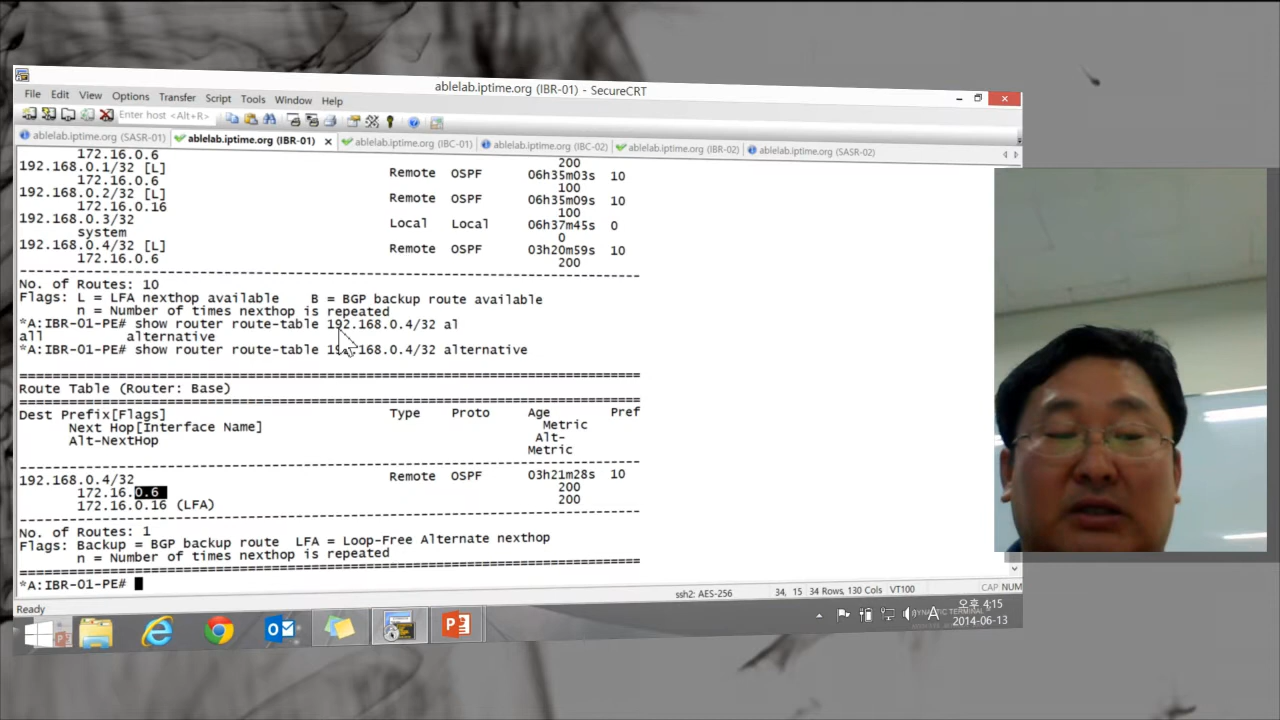 ablelab.iptime.org (IBR-01) - SecureCRT
File Edit View Options Transfer Script Tools Window Help
Enter host <Alt+R>
ablelab.iptime.org (SASR-01) ablelab.iptime.org (IBR-01) × ablelab.iptime.org (IBC-01) ablelab.iptime.org (IBC-02) ablelab.iptime.org (IBR-02) ablelab.iptime.org (SASR-02)
172.16.0.6 200
192.168.0.1/32 [L] Remote OSPF 06h35m03s 10
172.16.0.6 100
192.168.0.2/32 [L] Remote OSPF 06h35m09s 10
172.16.0.16 100
192.168.0.3/32 Local Local 06h37m45s 0
system 0
192.168.0.4/32 [L] Remote OSPF 03h20m59s 10
172.16.0.6 200
-------------------------------------------------------------------------------
No. of Routes: 10
Flags: L = LFA nexthop available B = BGP backup route available
n = Number of times nexthop is repeated
*A:IBR-01-PE# show router route-table 192.168.0.4/32 al
all alternative
*A:IBR-01-PE# show router route-table 192.168.0.4/32 alternative
===============================================================================
Route Table (Router: Base)
===============================================================================
Dest Prefix[Flags] Type Proto Age Pref
Next Hop[Interface Name] Metric
Alt-NextHop Alt-
Metric
-------------------------------------------------------------------------------
192.168.0.4/32 Remote OSPF 03h21m28s 10
172.16.0.6 200
172.16.0.16 (LFA) 200
-------------------------------------------------------------------------------
No. of Routes: 1
Flags: Backup = BGP backup route LFA = Loop-Free Alternate nexthop
n = Number of times nexthop is repeated
===============================================================================
*A:IBR-01-PE#
Ready ssh2: AES-256 34, 15 34 Rows, 130 Cols VT100 CAP NUM
A 오후 4:15
2014-06-13